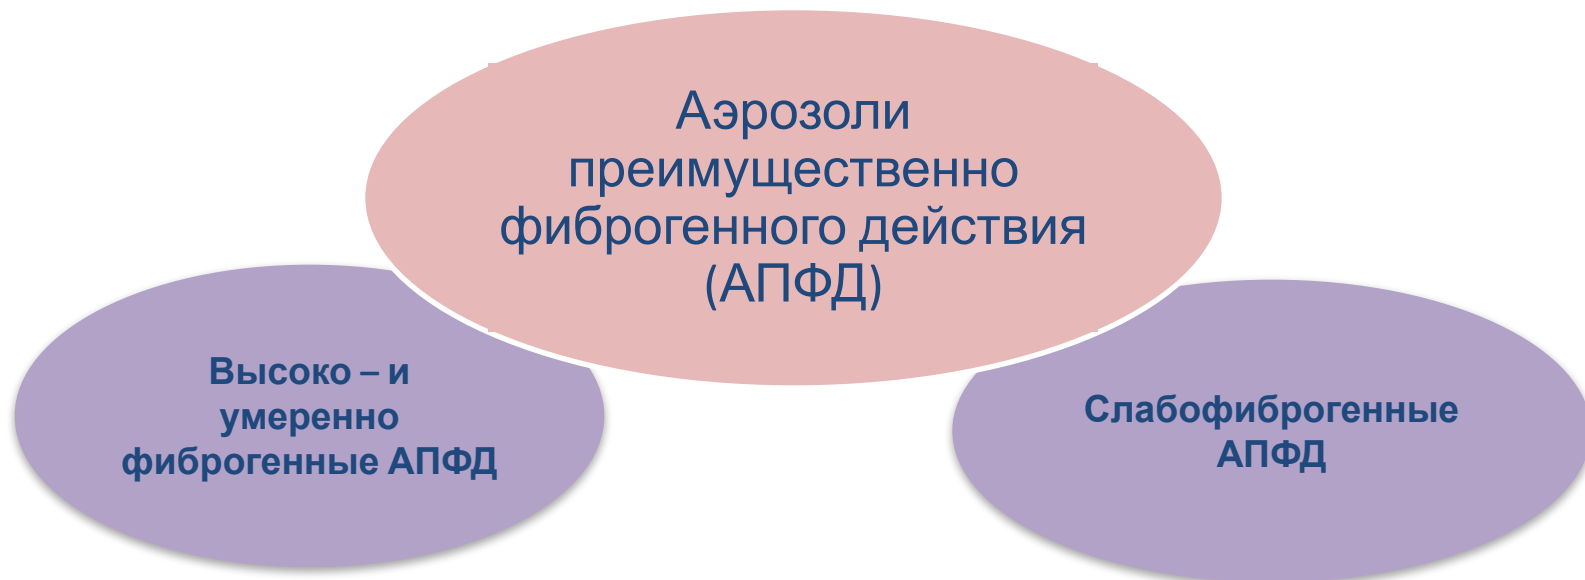 Аэрозоли
преимущественно
фиброгенного действия
(АПФД)
Высоко – и
умеренно
фиброгенные АПФД
Слабофиброгенные
АПФД